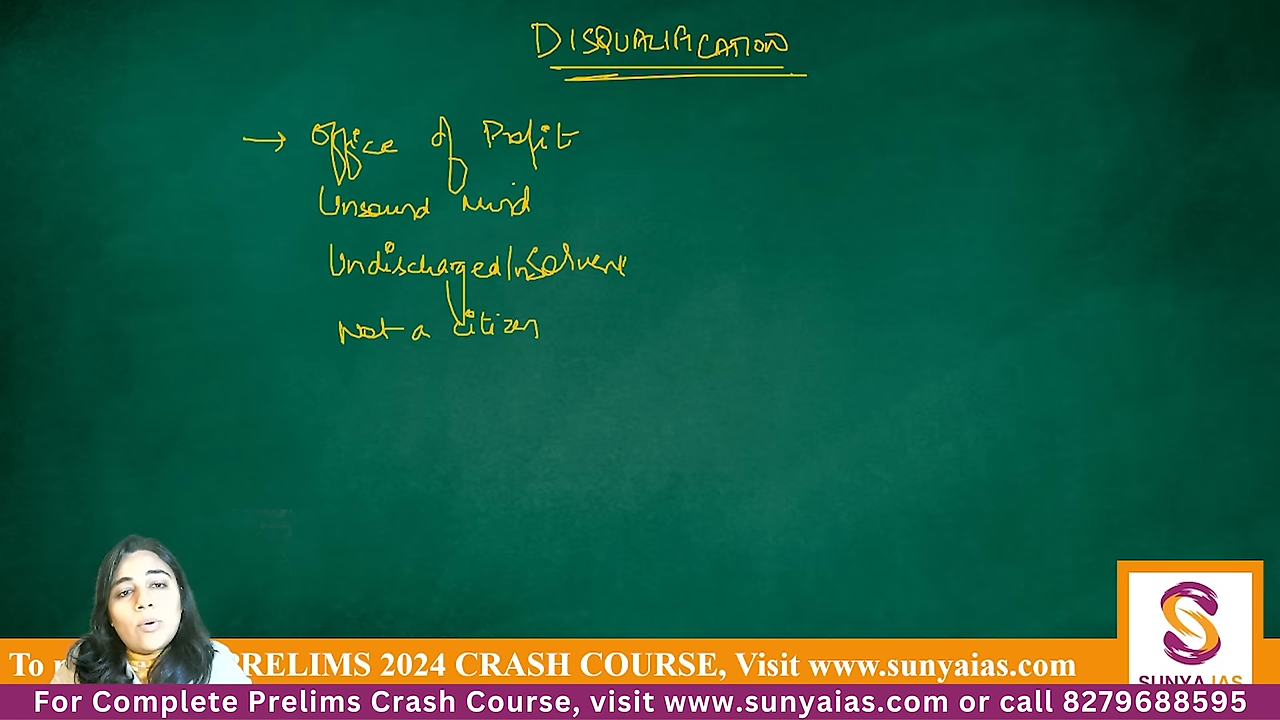 DISQUALIFICATION
→ Office of Profit
Unsound mind
Undischarged Insolvent
Not a citizen
To PRELIMS 2024 CRASH COURSE, Visit www.sunyaias.com
SUNYA IAS
For Complete Prelims Crash Course, visit www.sunyaias.com or call 8279688595